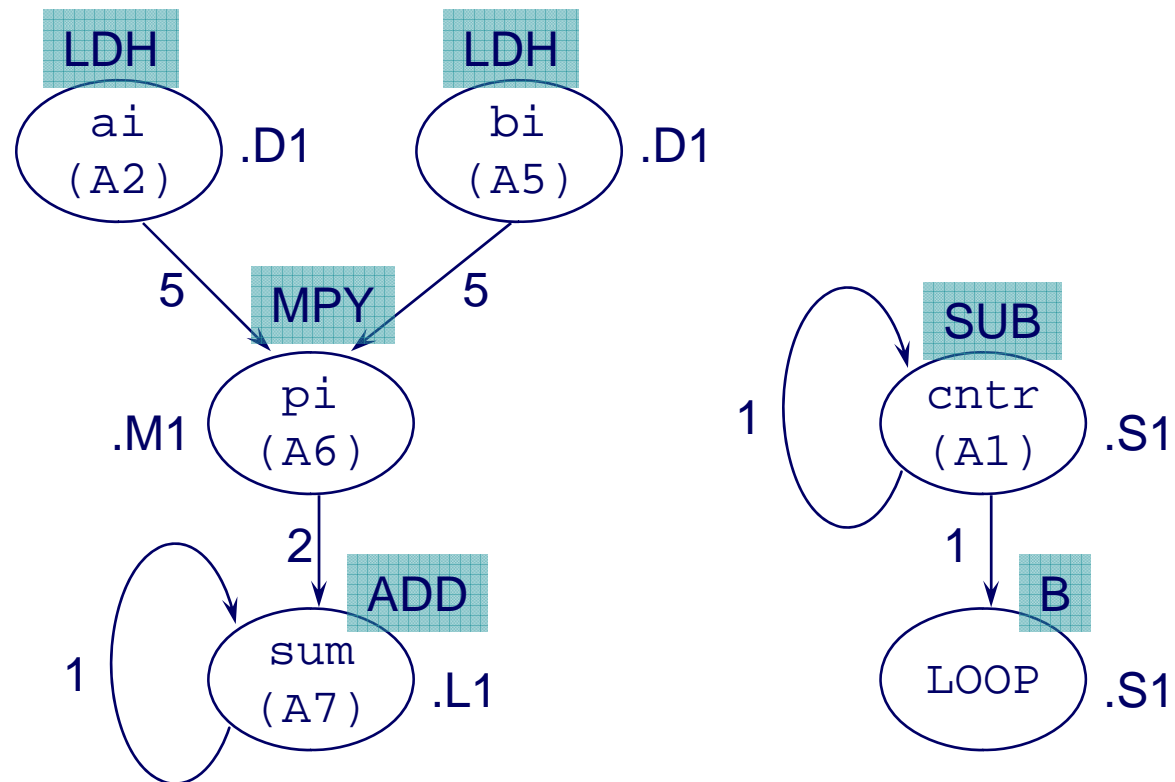 LDH
ai
(A2)
.D1
LDH
bi
(A5)
.D1
5
5
MPY
pi
(A6)
.M1
2
ADD
1
sum
(A7)
.L1
SUB
1
cntr
(A1)
.S1
1
B
LOOP
.S1